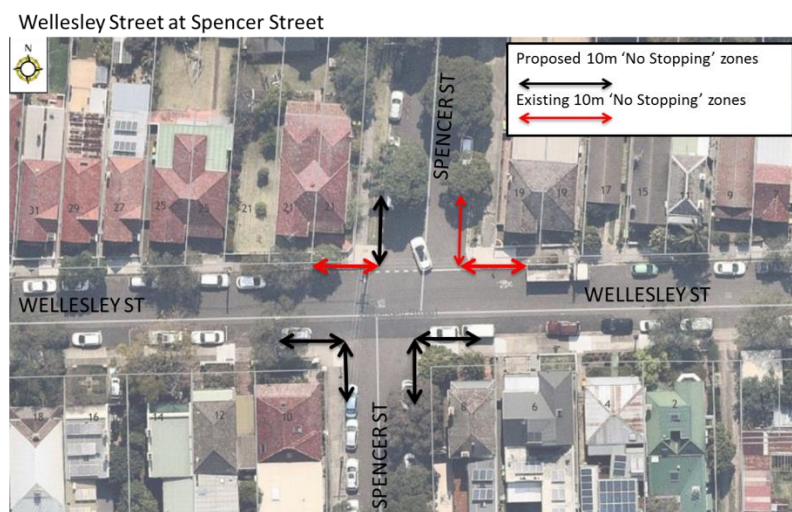 Wellesley Street at Spencer Street
N
Proposed 10m ‘No Stopping’ zones
Existing 10m ‘No Stopping’ zones
SPENCER ST
31
29
27
25
21
21
19
19
17
15
11
9
7
WELLESLEY ST
WELLESLEY ST
18
16
14
12
10
SPENCER ST
8
6
4
2